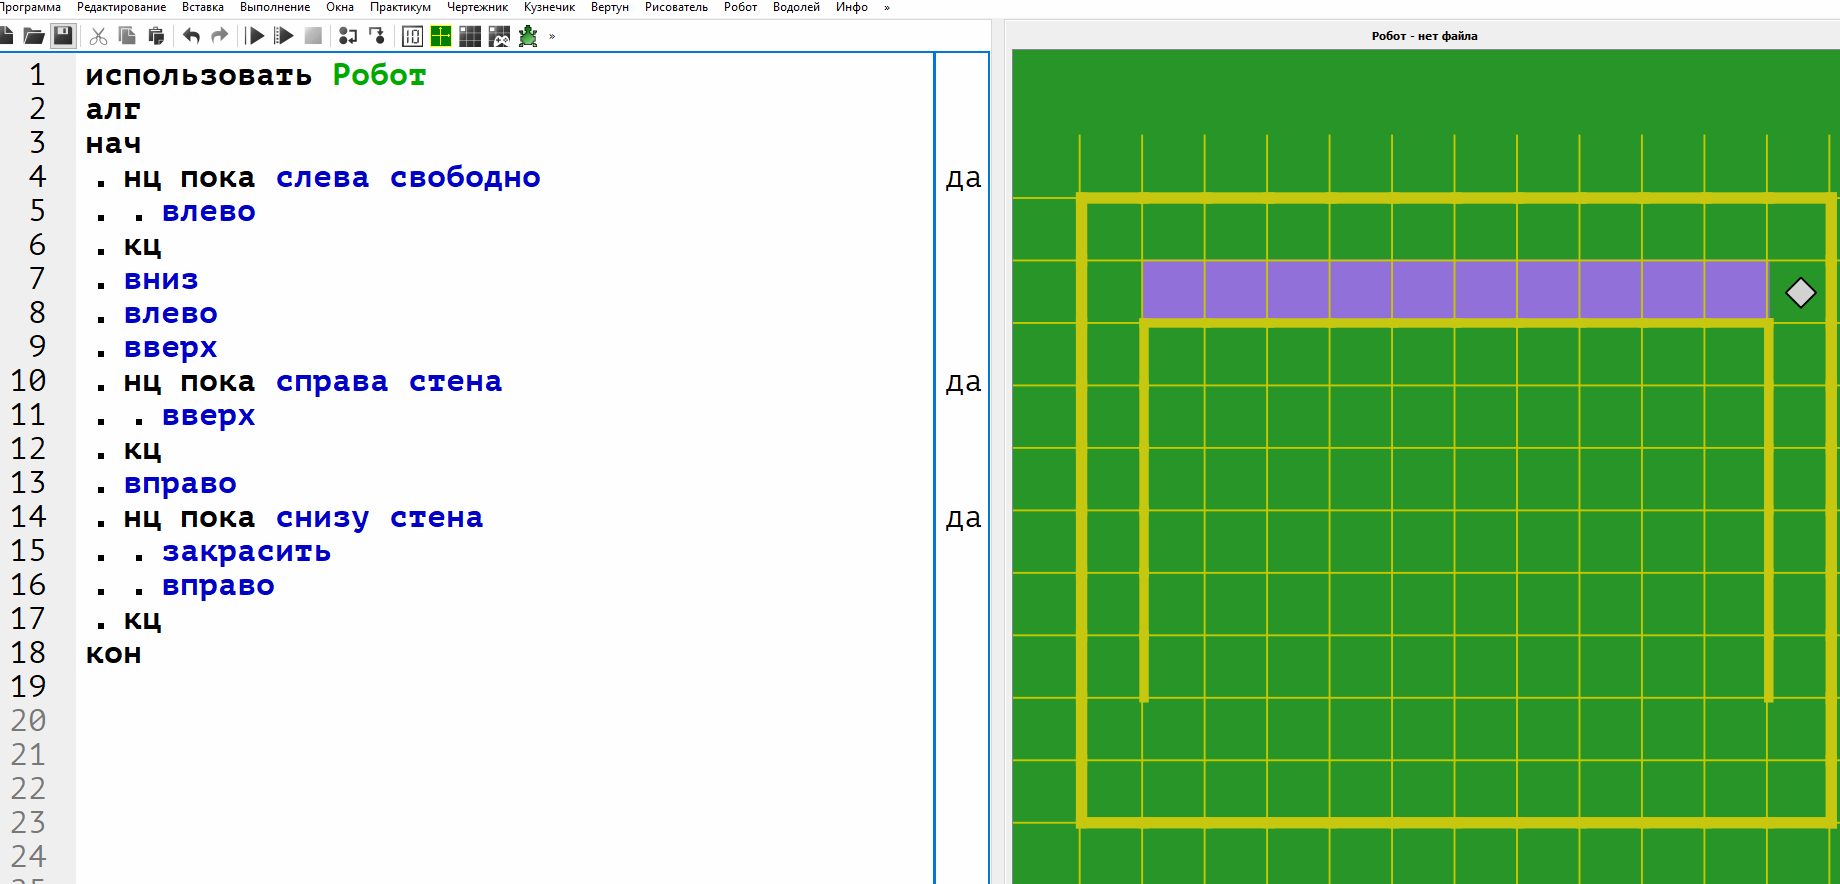 Программа Редактирование Вставка Выполнение Окна Практикум Чертежник Кузнечик Вертун Рисователь Робот Водолей Инфо »
10 »
Робот - нет файла
1 использовать Робот
2 алг
3 нач
4 . нц пока слева свободно да
5 . . влево
6 . кц
7 . вниз
8 . влево
9 . вверх
10 . нц пока справа стена да
11 . . вверх
12 . кц
13 . вправо
14 . нц пока снизу стена да
15 . . закрасить
16 . . вправо
17 . кц
18 кон
19
20
21
22
23
24